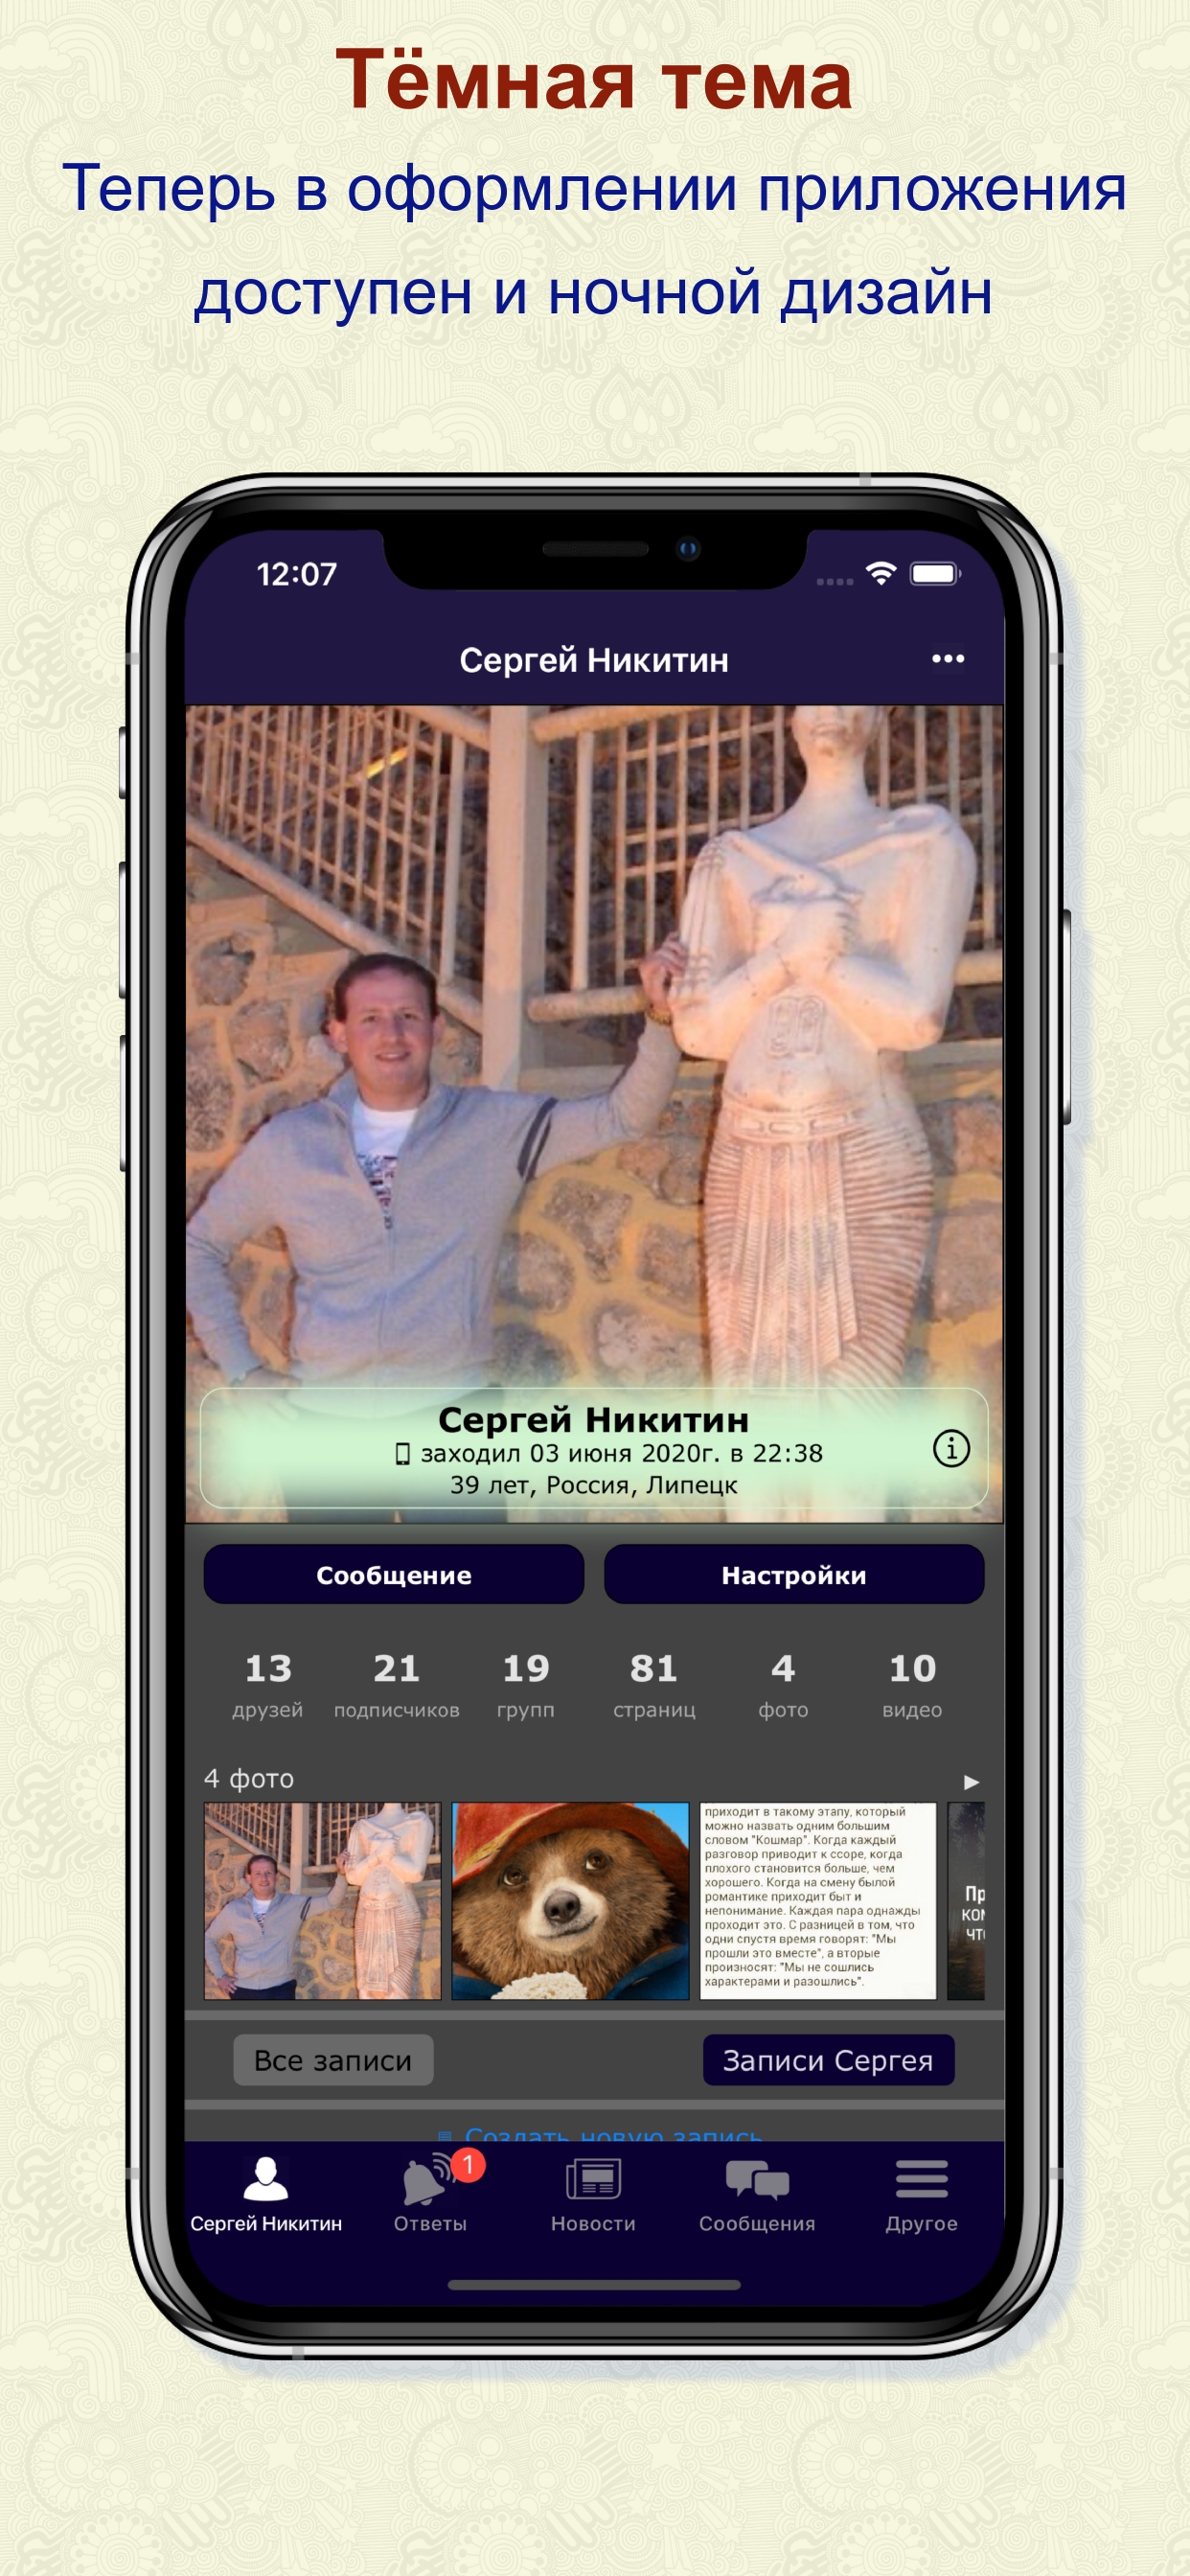 Тёмная тема
Теперь в оформлении приложения
доступен и ночной дизайн
12:07
Сергей Никитин
Сергей Никитин
заходил 03 июня 2020г. в 22:38
39 лет, Россия, Липецк
Сообщение
Настройки
13
21
19
81
4
10
друзей
подписчиков
групп
страниц
фото
видео
4 фото
приходит в такому этапу, который
можно назвать одним большим
словом "Кошмар". Когда каждый
разговор приводит к ссоре, когда
плохого становится больше, чем
хорошего. Когда на смену былой
романтике приходит быт и
непонимание. Каждая пара однажды
проходит это. С разницей в том, что
одни спустя время говорят: "Мы
прошли это вместе", а вторые
произносят: "Мы не сошлись
характерами и разошлись".
Все записи
Записи Сергея
Создать новую запись
Сергей Никитин
1
Ответы
Новости
Сообщения
Другое